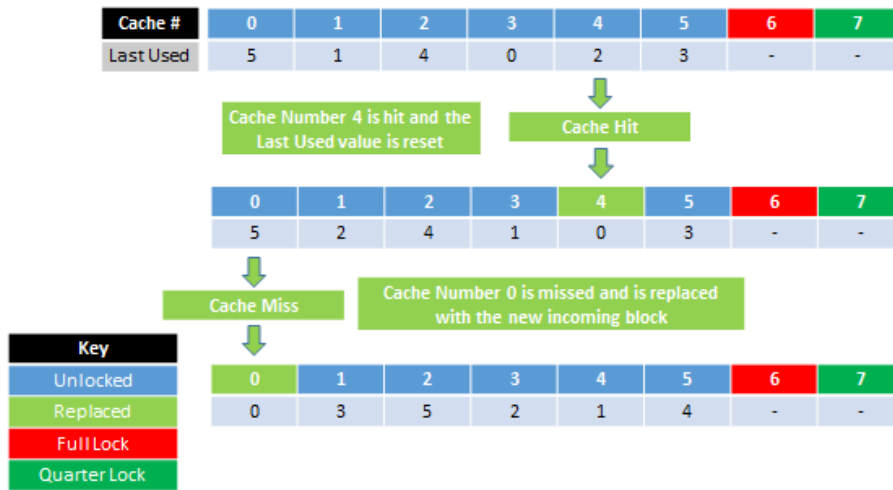 Cache # 0 1 2 3 4 5 6 7
Last Used 5 1 4 0 2 3 - -
Cache Number 4 is hit and the
Last Used value is reset
Cache Hit
0 1 2 3 4 5 6 7
5 2 4 1 0 3 - -
Cache Miss
Cache Number 0 is missed and is replaced
with the new incoming block
Key
Unlocked
Replaced
Full Lock
Quarter Lock
0 1 2 3 4 5 6 7
0 3 5 2 1 4 - -